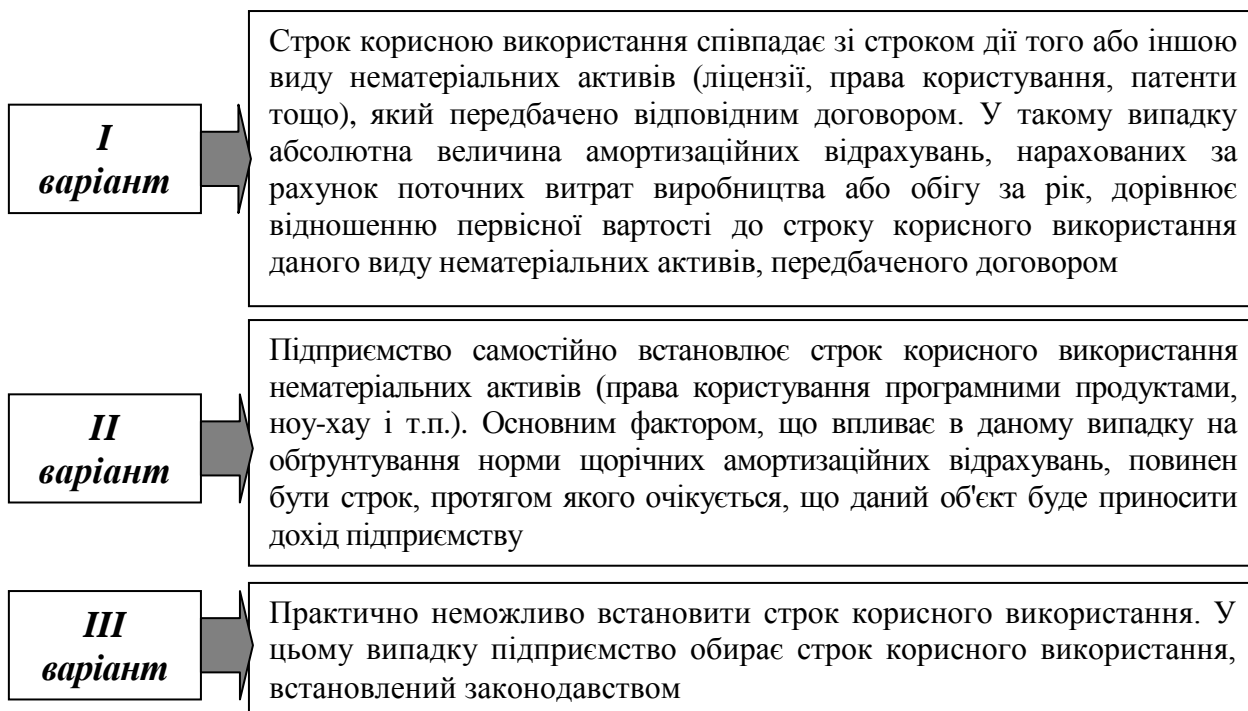 I
варіант
Строк корисною використання співпадає зі строком дії того або іншою
виду нематеріальних активів (ліцензії, права користування, патенти
тощо), який передбачено відповідним договором. У такому випадку
абсолютна величина амортизаційних відрахувань, нарахованих за
рахунок поточних витрат виробництва або обігу за рік, дорівнює
відношенню первісної вартості до строку корисного використання
даного виду нематеріальних активів, передбаченого договором
II
варіант
Підприємство самостійно встановлює строк корисного використання
нематеріальних активів (права користування програмними продуктами,
ноу-хау і т.п.). Основним фактором, що впливає в даному випадку на
обґрунтування норми щорічних амортизаційних відрахувань, повинен
бути строк, протягом якого очікується, що даний об'єкт буде приносити
дохід підприємству
III
варіант
Практично неможливо встановити строк корисного використання. У
цьому випадку підприємство обирає строк корисного використання,
встановлений законодавством